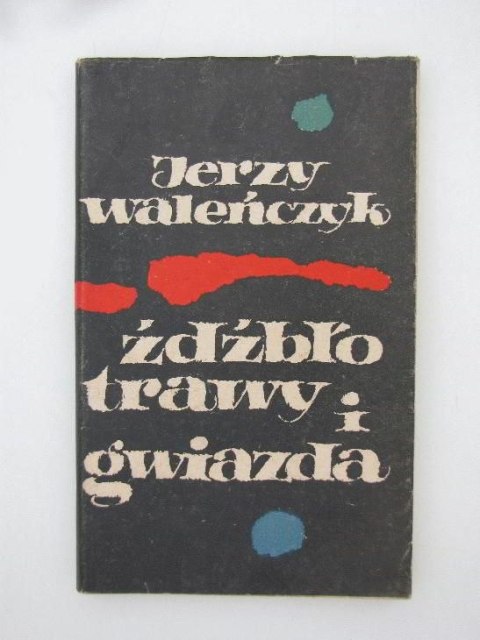 Jerzy
waleńczyk
źdźbło
trawy i
gwiazda